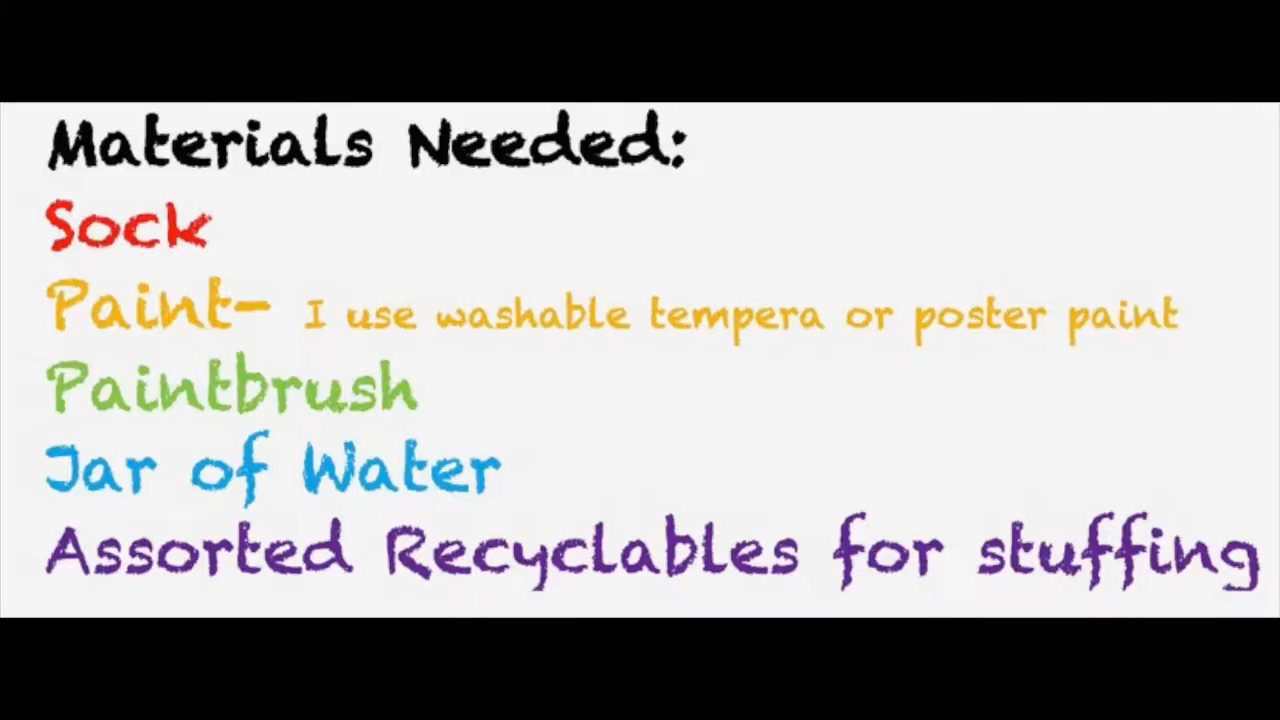 Materials Needed:
Sock
Paint- I use washable tempera or poster paint
Paintbrush
Jar of Water
Assorted Recyclables for stuffing